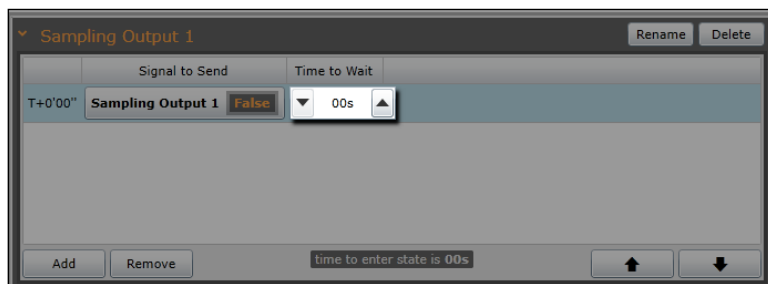 Sampling Output 1 Rename Delete
Signal to Send Time to Wait
T+0'00" Sampling Output 1 False 00s
Add Remove time to enter state is 00s